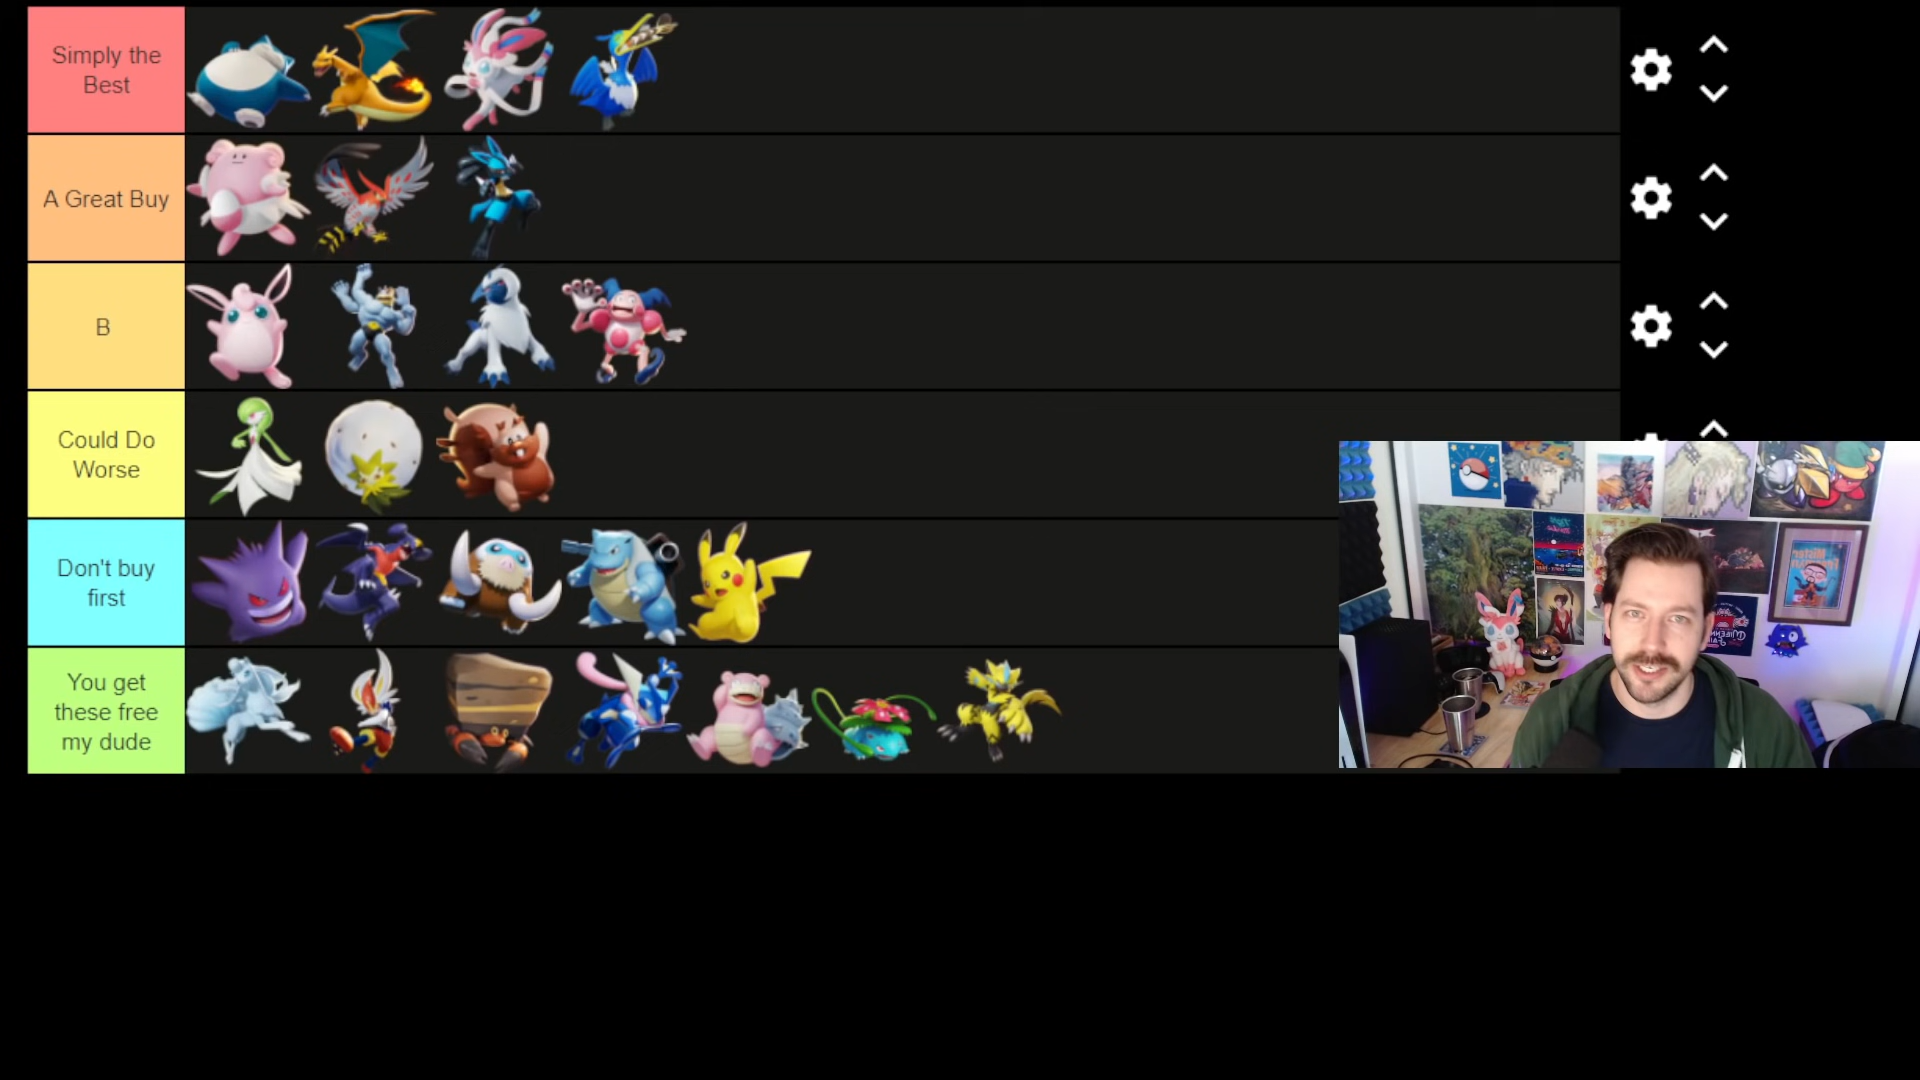 Simply the
Best
A Great Buy
B
Could Do
Worse
Don't buy
first
You get
these free
my dude